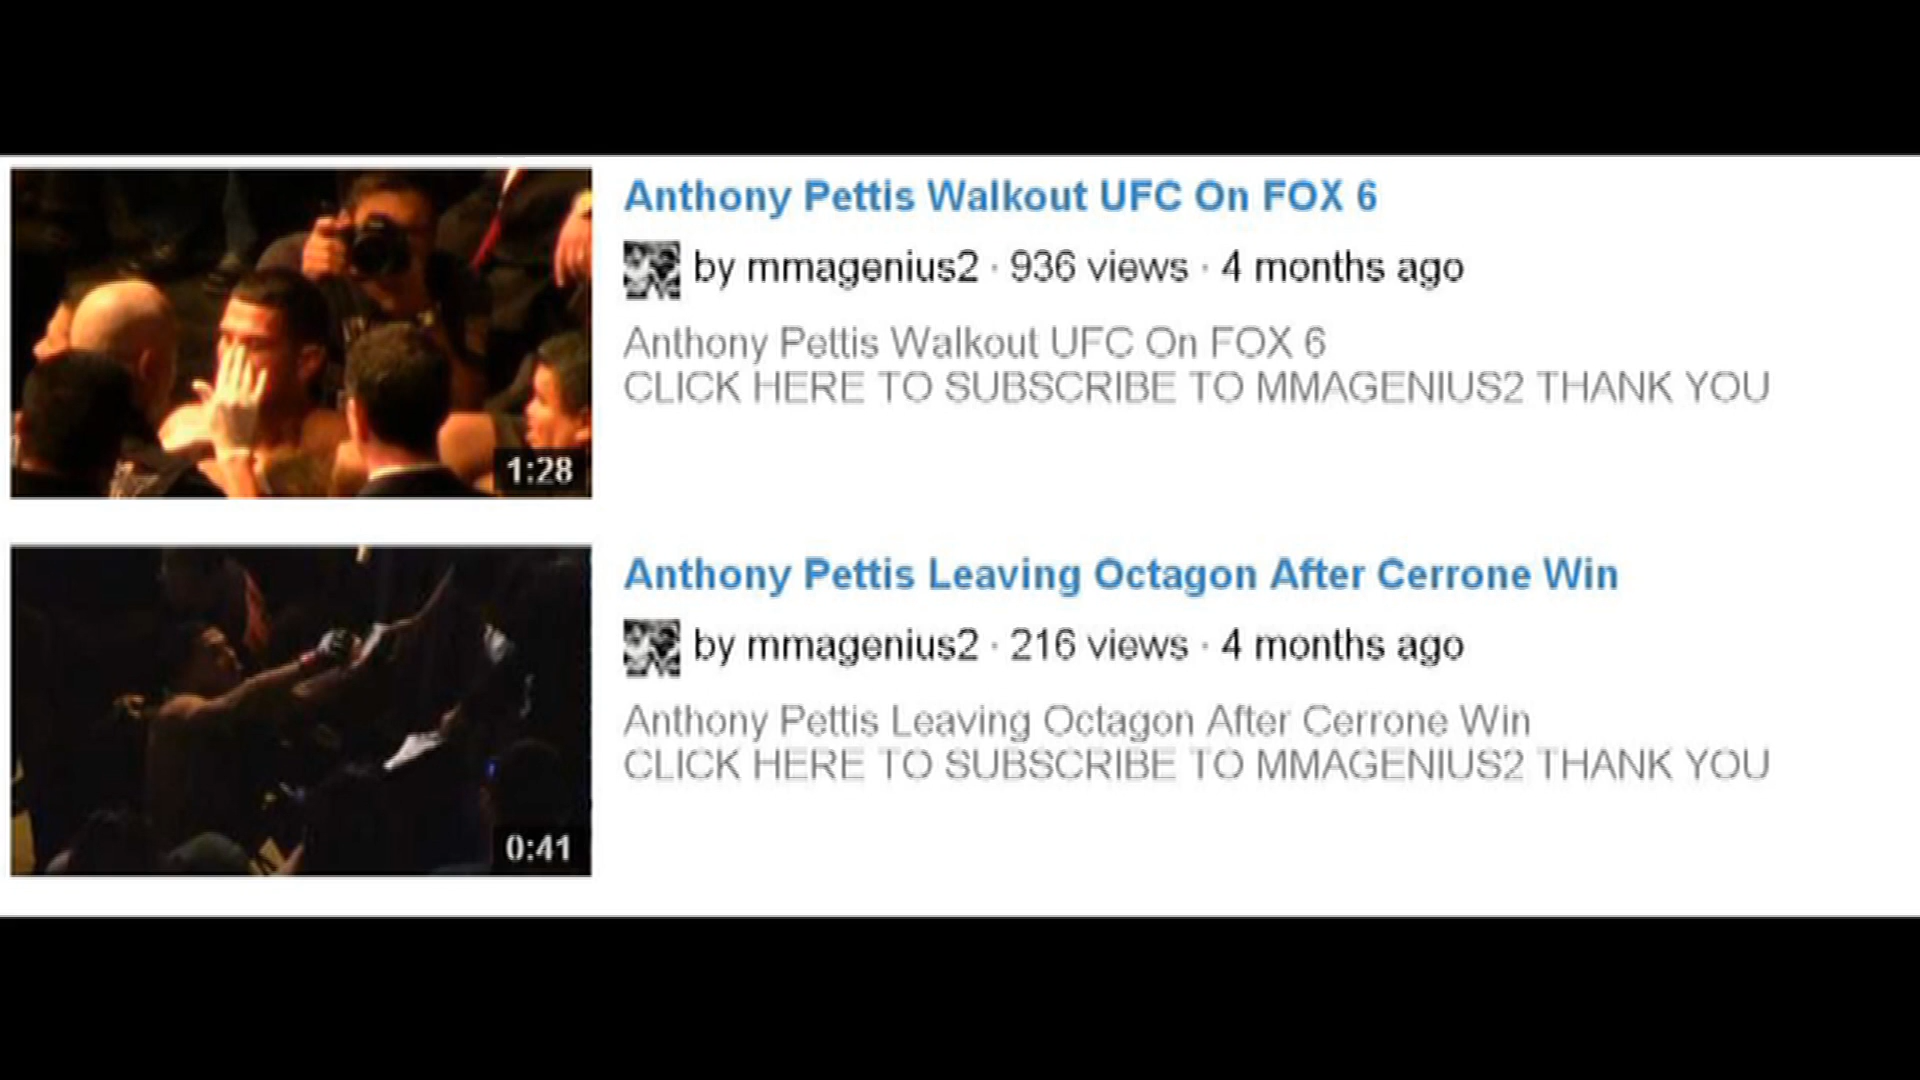 Anthony Pettis Walkout UFC On FOX 6
by mmagenius2 · 936 views · 4 months ago
Anthony Pettis Walkout UFC On FOX 6
CLICK HERE TO SUBSCRIBE TO MMAGENIUS2 THANK YOU
1:28
Anthony Pettis Leaving Octagon After Cerrone Win
by mmagenius2 · 216 views · 4 months ago
Anthony Pettis Leaving Octagon After Cerrone Win
CLICK HERE TO SUBSCRIBE TO MMAGENIUS2 THANK YOU
0:41